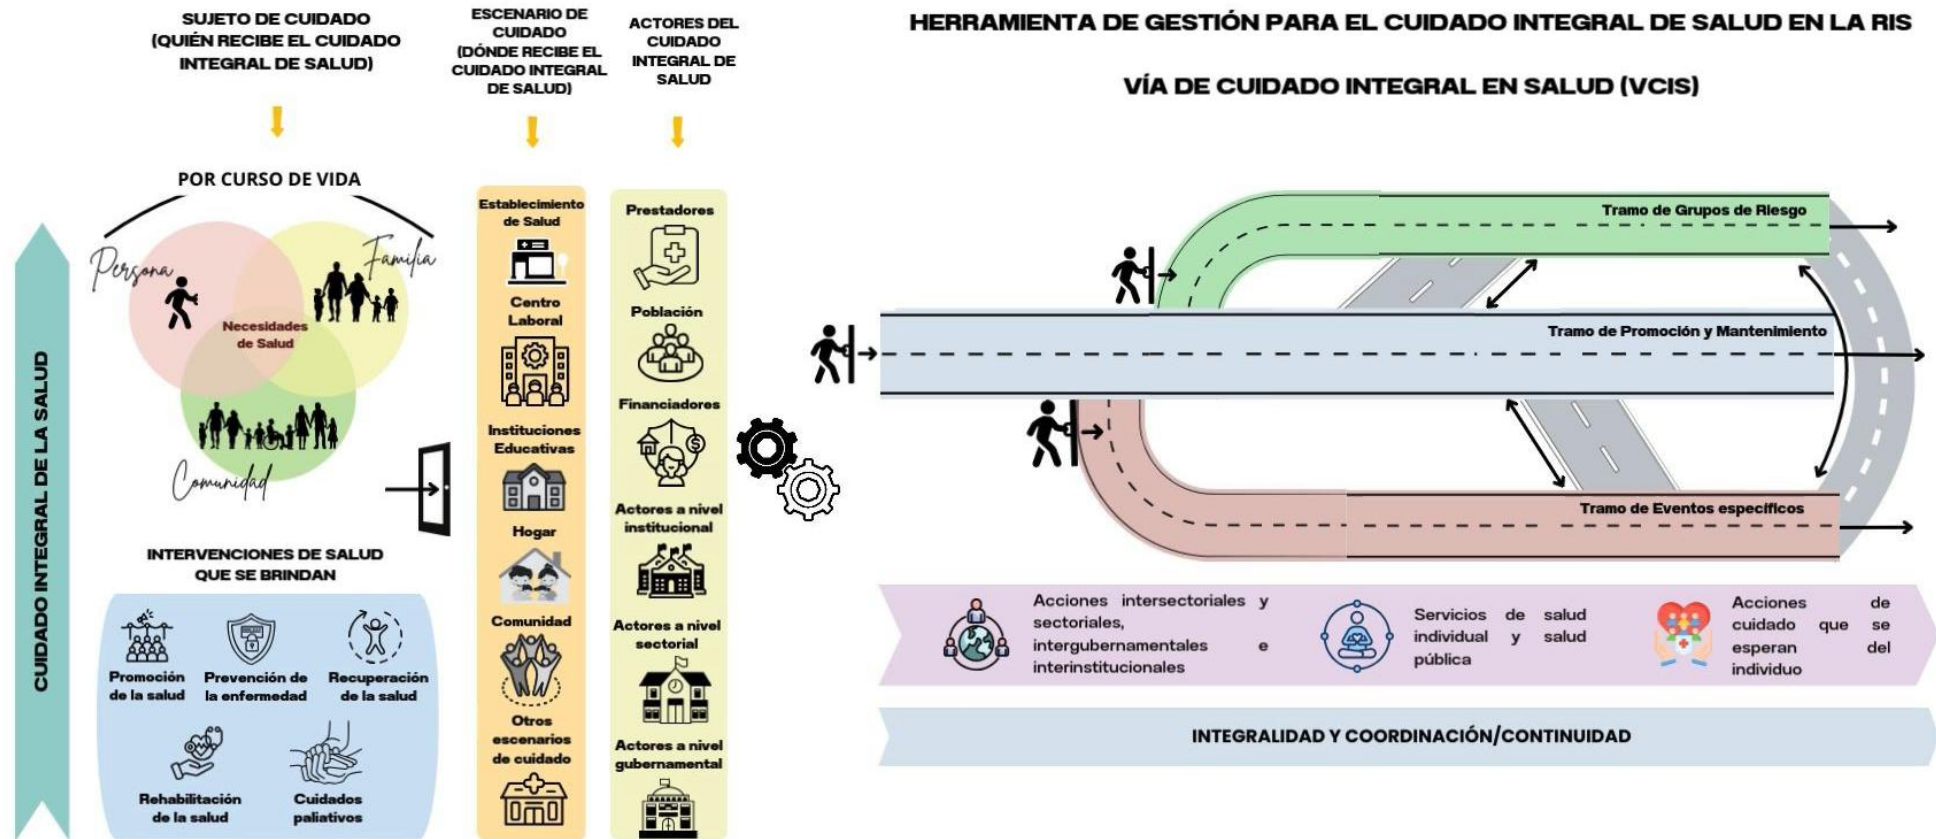 SUJETO DE CUIDADO
(QUIÉN RECIBE EL CUIDADO
INTEGRAL DE SALUD)
ESCENARIO DE
CUIDADO
(DÓNDE RECIBE EL
CUIDADO INTEGRAL
DE SALUD)
ACTORES DEL
CUIDADO
INTEGRAL DE
SALUD
HERRAMIENTA DE GESTIÓN PARA EL CUIDADO INTEGRAL DE SALUD EN LA RIS
VÍA DE CUIDADO INTEGRAL EN SALUD (VCIS)
CUIDADO INTEGRAL DE LA SALUD
POR CURSO DE VIDA
Persona
Familia
Necesidades
de Salud
Comunidad
INTERVENCIONES DE SALUD
QUE SE BRINDAN
Promoción
de la salud
Prevención de
la enfermedad
Recuperación
de la salud
Rehabilitación
de la salud
Cuidados
paliativos
Establecimiento
de Salud
Centro
Laboral
Instituciones
Educativas
Hogar
Comunidad
Otros
escenarios
de cuidado
Prestadores
Población
Financiadores
Actores a nivel
institucional
Actores a nivel
sectorial
Actores a nivel
gubernamental
Tramo de Grupos de Riesgo
Tramo de Promoción y Mantenimiento
Tramo de Eventos específicos
Acciones intersectoriales y
sectoriales,
intergubernamentales e
interinstitucionales
Servicios de salud
individual y salud
pública
Acciones de
cuidado que se
esperan del
individuo
INTEGRALIDAD Y COORDINACIÓN/CONTINUIDAD